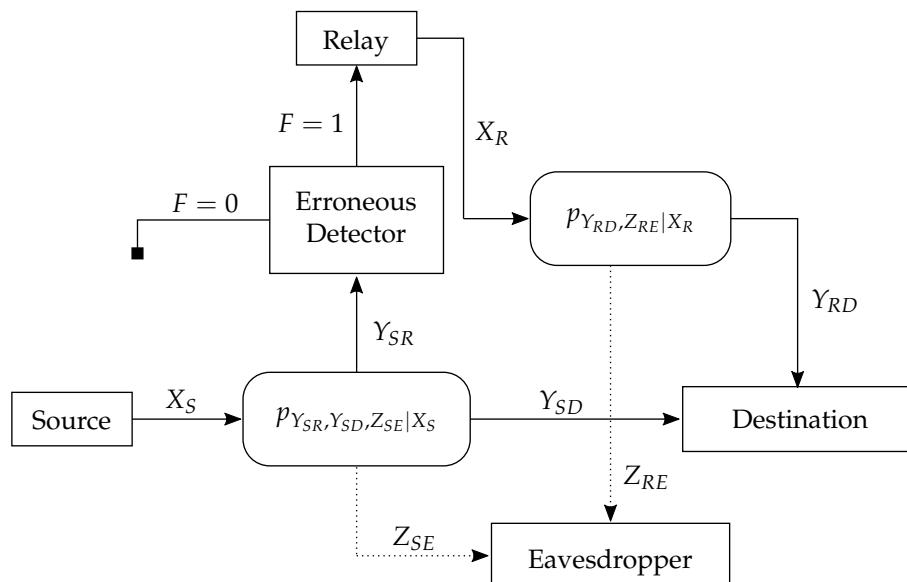 Relay
F = 1
X_R
F = 0
Erroneous
Detector
p_{Y_{RD},Z_{RE}|X_R}
Y_{RD}
Y_{SR}
Source
X_S
p_{Y_{SR},Y_{SD},Z_{SE}|X_S}
Y_{SD}
Destination
Z_{RE}
Z_{SE}
Eavesdropper